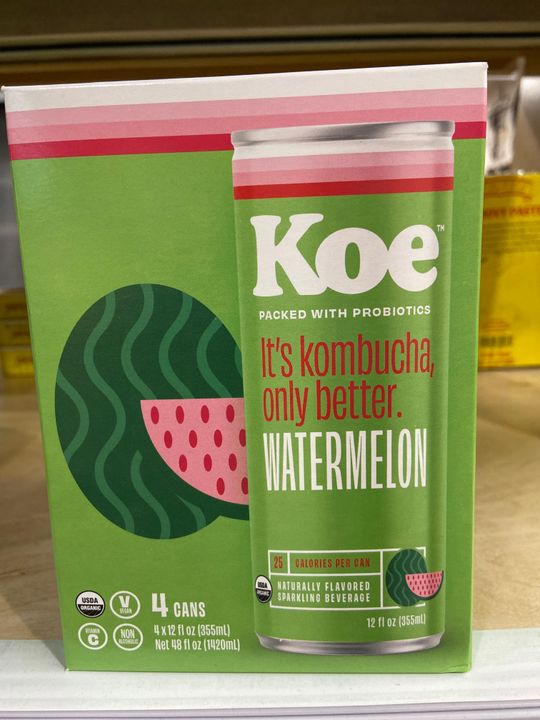 Koe™
PACKED WITH PROBIOTICS
It's kombucha,
only better.
WATERMELON
25 CALORIES PER CAN
USDA
ORGANIC
NATURALLY FLAVORED
SPARKLING BEVERAGE
12 fl oz (355mL)
USDA
ORGANIC
V
VEGAN
VITAMIN
C
NON
ALCOHOLIC
4 CANS
4 x 12 fl oz (355mL)
Net 48 fl oz (1420mL)